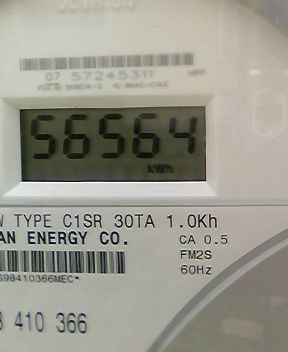 07 57245311
56564
kWh
TYPE C1SR 30TA 1.0Kh
AN ENERGY CO.
CA 0.5
FM2S
60Hz
98410366MEC*
410 366